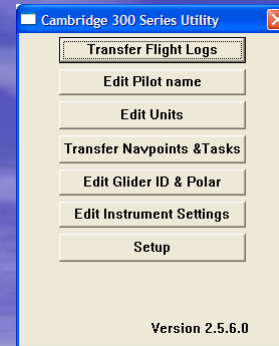 Cambridge 300 Series Utility
Transfer Flight Logs
Edit Pilot name
Edit Units
Transfer Navpoints &Tasks
Edit Glider ID & Polar
Edit Instrument Settings
Setup
Version 2.5.6.0